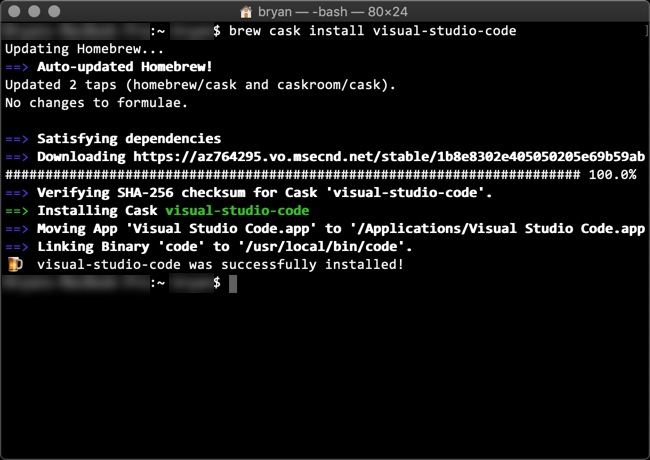 bryan — -bash — 80×24
:~ $ brew cask install visual-studio-code
Updating Homebrew...
==> Auto-updated Homebrew!
Updated 2 taps (homebrew/cask and caskroom/cask).
No changes to formulae.
==> Satisfying dependencies
==> Downloading https://az764295.vo.msecnd.net/stable/1b8e8302e405050205e69b59ab
######################################################################## 100.0%
==> Verifying SHA-256 checksum for Cask 'visual-studio-code'.
==> Installing Cask visual-studio-code
==> Moving App 'Visual Studio Code.app' to '/Applications/Visual Studio Code.app
==> Linking Binary 'code' to '/usr/local/bin/code'.
🍺 visual-studio-code was successfully installed!
:~ $